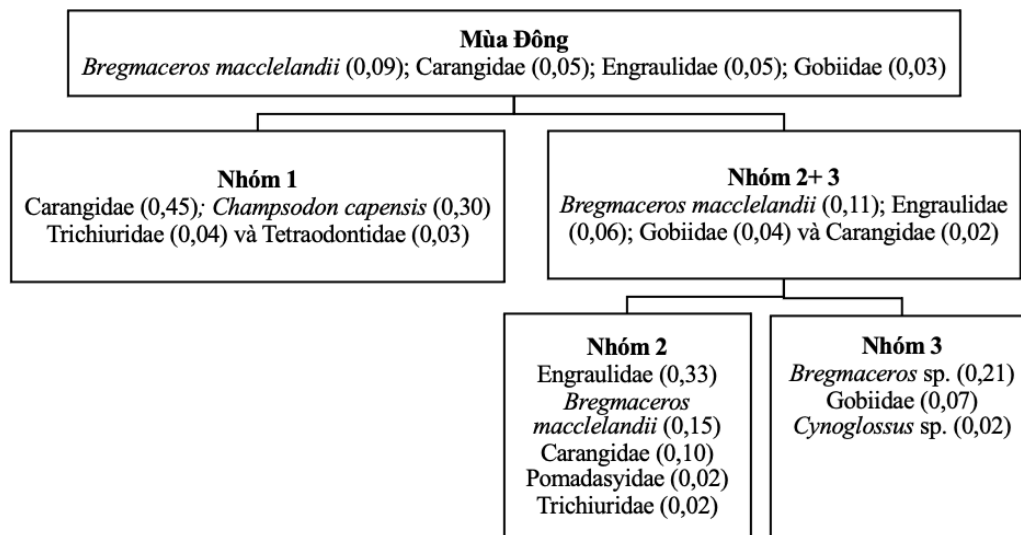 Mùa Đông
Bregmaceros macclelandii (0,09); Carangidae (0,05); Engraulidae (0,05); Gobiidae (0,03)
Nhóm 1
Carangidae (0,45); Champsodon capensis (0,30)
Trichiuridae (0,04) và Tetraodontidae (0,03)
Nhóm 2+ 3
Bregmaceros macclelandii (0,11); Engraulidae
(0,06); Gobiidae (0,04) và Carangidae (0,02)
Nhóm 2
Engraulidae (0,33)
Bregmaceros
macclelandii (0,15)
Carangidae (0,10)
Pomadasyidae (0,02)
Trichiuridae (0,02)
Nhóm 3
Bregmaceros sp. (0,21)
Gobiidae (0,07)
Cynoglossus sp. (0,02)